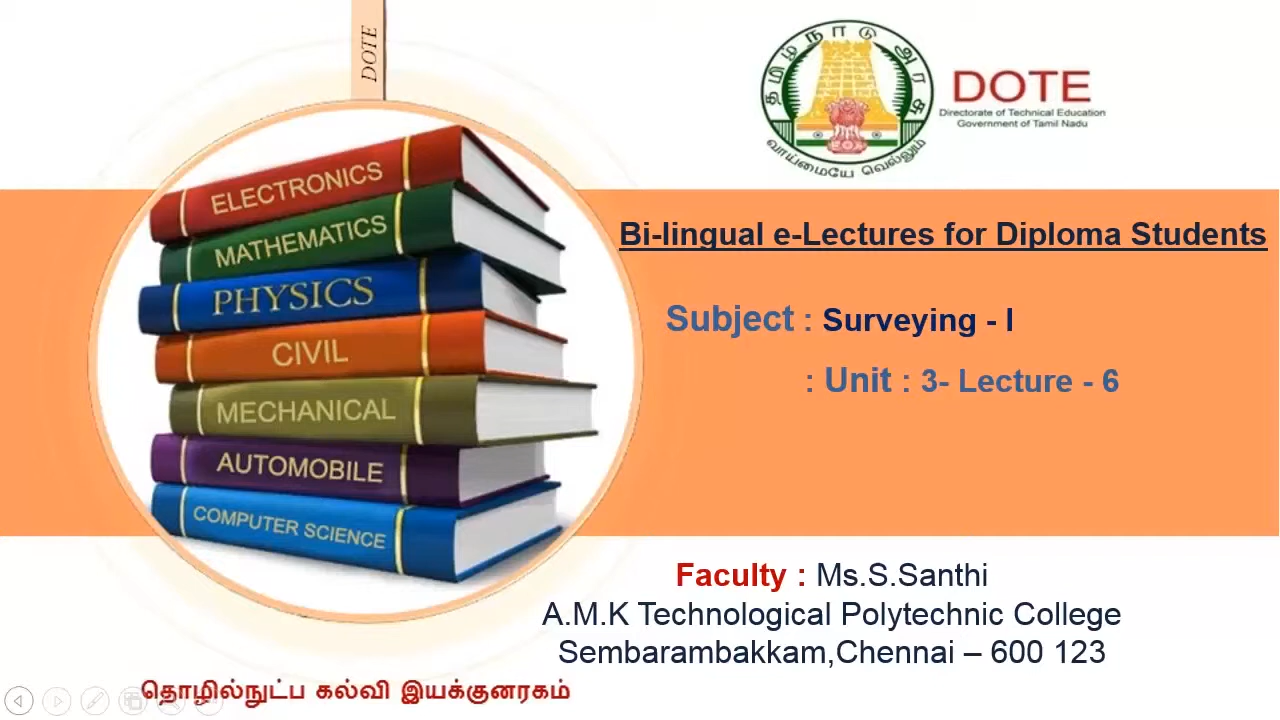 DOTE
தமிழ்நாடு அரசு
வாய்மையே வெல்லும்
DOTE
Directorate of Technical Education
Government of Tamil Nadu
ELECTRONICS
MATHEMATICS
PHYSICS
CIVIL
MECHANICAL
AUTOMOBILE
COMPUTER SCIENCE
Bi-lingual e-Lectures for Diploma Students
Subject : Surveying - I
: Unit : 3- Lecture - 6
Faculty : Ms.S.Santhi
A.M.K Technological Polytechnic College
Sembarambakkam,Chennai – 600 123
தொழில்நுட்ப கல்வி இயக்குனரகம்